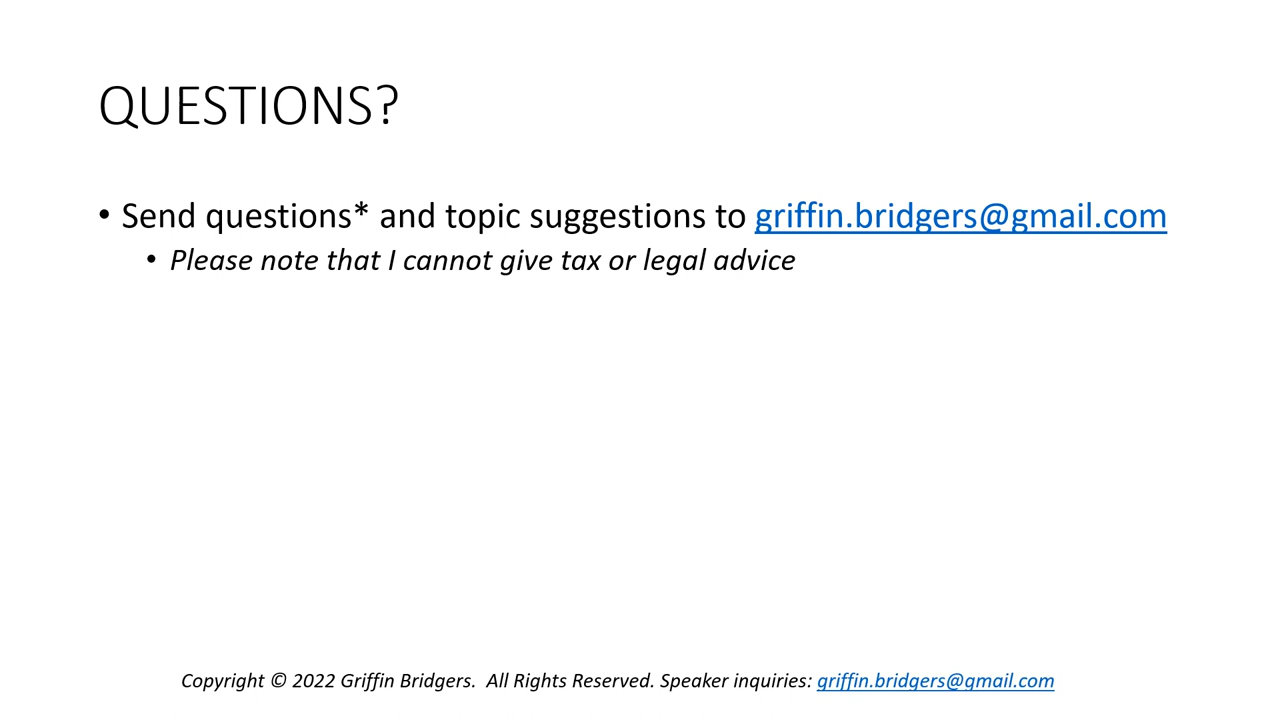 QUESTIONS?
• Send questions* and topic suggestions to griffin.bridgers@gmail.com
• Please note that I cannot give tax or legal advice
Copyright © 2022 Griffin Bridgers.  All Rights Reserved. Speaker inquiries: griffin.bridgers@gmail.com